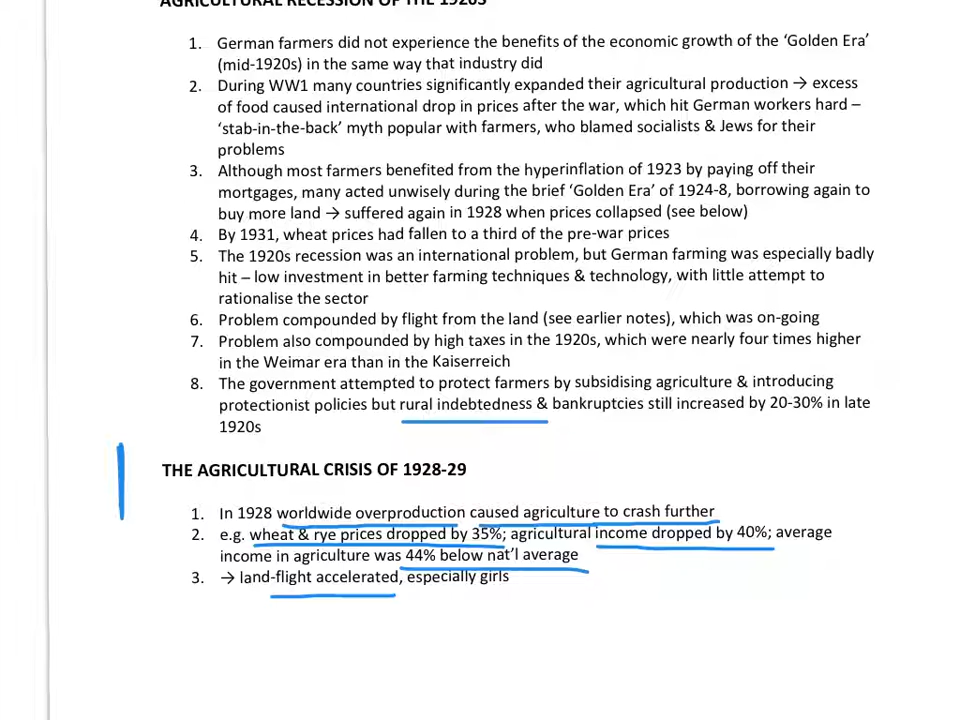 AGRICULTURAL RECESSION OF THE 1920S
1. German farmers did not experience the benefits of the economic growth of the ‘Golden Era’
(mid-1920s) in the same way that industry did
2. During WW1 many countries significantly expanded their agricultural production → excess
of food caused international drop in prices after the war, which hit German workers hard –
‘stab-in-the-back’ myth popular with farmers, who blamed socialists & Jews for their
problems
3. Although most farmers benefited from the hyperinflation of 1923 by paying off their
mortgages, many acted unwisely during the brief ‘Golden Era’ of 1924-8, borrowing again to
buy more land → suffered again in 1928 when prices collapsed (see below)
4. By 1931, wheat prices had fallen to a third of the pre-war prices
5. The 1920s recession was an international problem, but German farming was especially badly
hit – low investment in better farming techniques & technology, with little attempt to
rationalise the sector
6. Problem compounded by flight from the land (see earlier notes), which was on-going
7. Problem also compounded by high taxes in the 1920s, which were nearly four times higher
in the Weimar era than in the Kaiserreich
8. The government attempted to protect farmers by subsidising agriculture & introducing
protectionist policies but rural indebtedness & bankruptcies still increased by 20-30% in late
1920s
THE AGRICULTURAL CRISIS OF 1928-29
1. In 1928 worldwide overproduction caused agriculture to crash further
2. e.g. wheat & rye prices dropped by 35%; agricultural income dropped by 40%; average
income in agriculture was 44% below nat’l average
3. → land-flight accelerated, especially girls